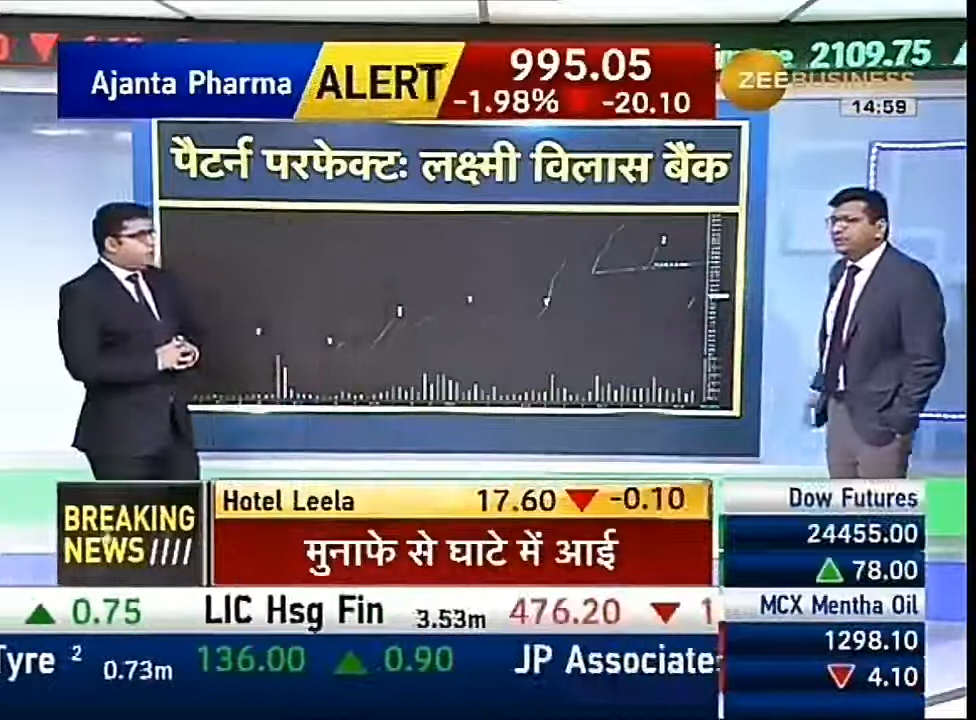 Ajanta Pharma
ALERT
995.05
-1.98% -20.10
2109.75
ZEEBUSINESS
14:59
पैटर्न परफेक्टः लक्ष्मी विलास बैंक
BREAKING
NEWS ////
Hotel Leela 17.60 ▼ -0.10
मुनाफे से घाटे में आई
Dow Futures
24455.00
▲ 78.00
MCX Mentha Oil
1298.10
▼ 4.10
▲ 0.75 LIC Hsg Fin 3.53m 476.20 ▼ 1
Tyre 2 0.73m 136.00 ▲ 0.90 JP Associate